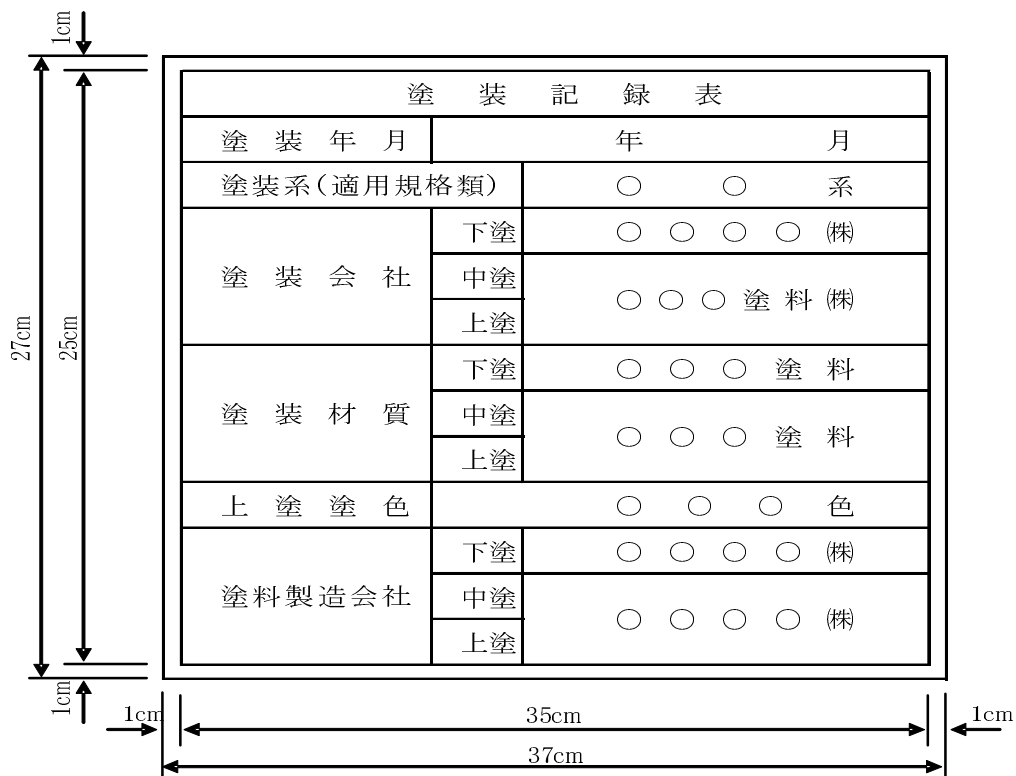 1cm
塗装記録表
塗装年月 年 月
塗装系(適用規格類) ○ ○ 系
下塗 ○ ○ ○ ○ ㈱
塗装会社 中塗 ○ ○ ○ 塗料㈱
上塗
27cm 25cm
下塗 ○ ○ ○ 塗料
塗装材質 中塗 ○ ○ ○ 塗料
上塗
上塗塗色 ○ ○ ○ 色
下塗 ○ ○ ○ ○ ㈱
塗料製造会社 中塗 ○ ○ ○ ○ ㈱
上塗
1cm
1cm 35cm 1cm
37cm